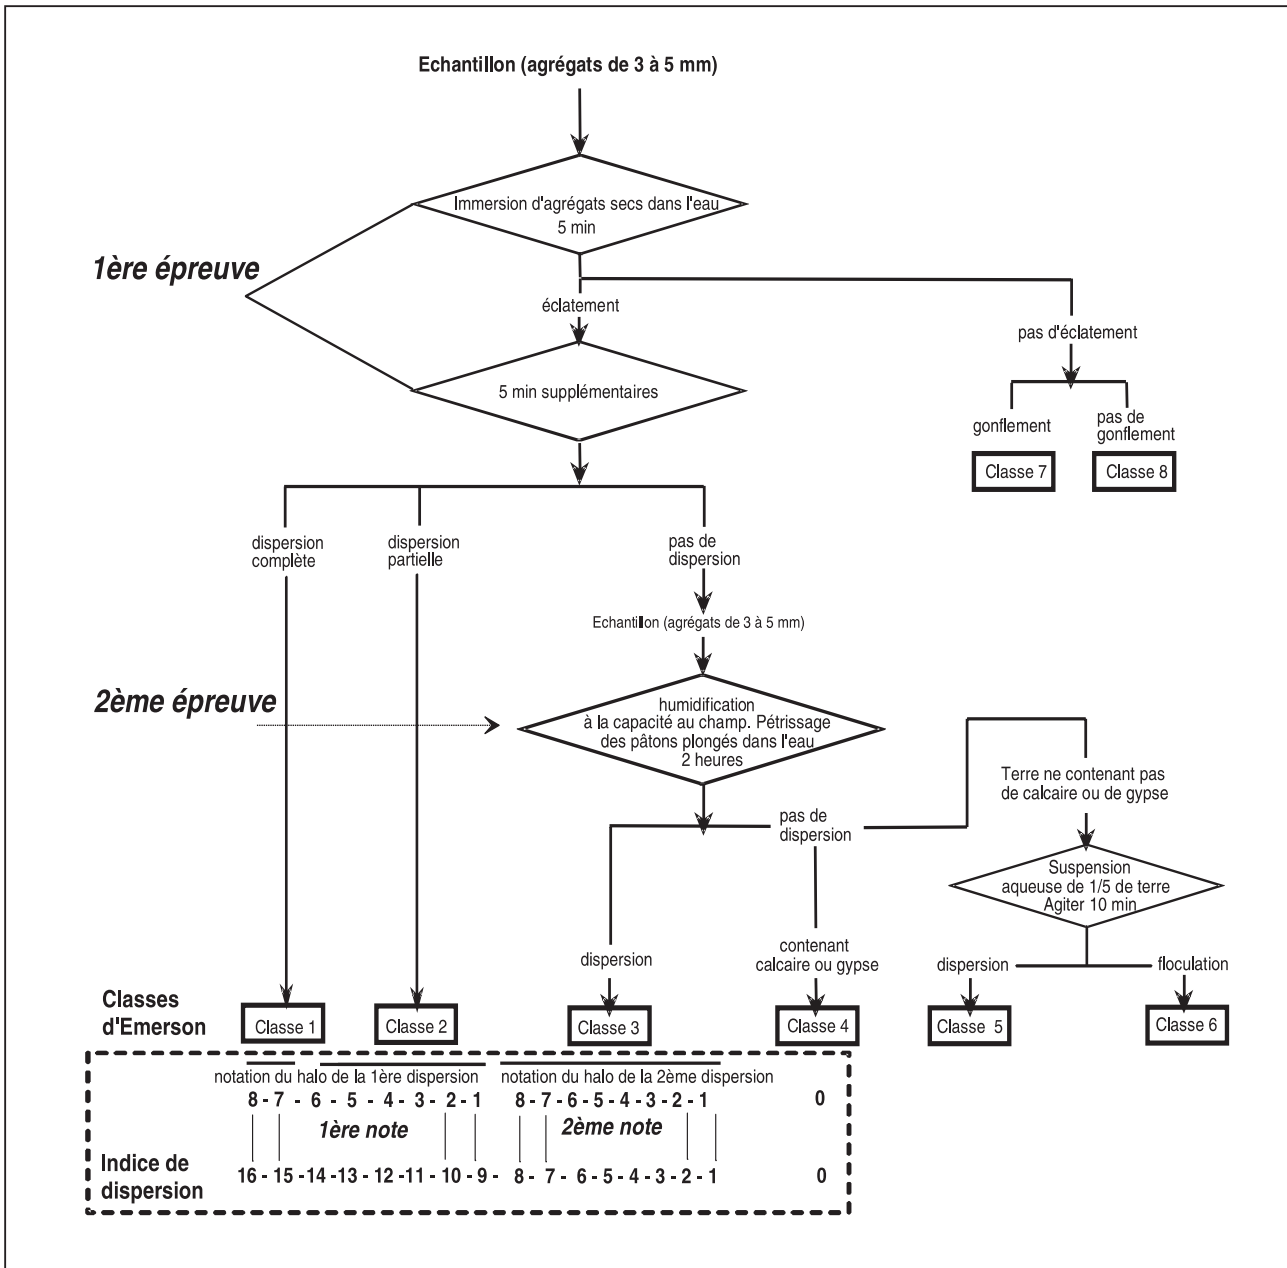 Echantillon (agrégats de 3 à 5 mm)
Immersion d'agrégats secs dans l'eau
5 min
1ère épreuve
éclatement
pas d'éclatement
5 min supplémentaires
gonflement
pas de
gonflement
Classe 7
Classe 8
dispersion
complète
dispersion
partielle
pas de
dispersion
Echantillon (agrégats de 3 à 5 mm)
2ème épreuve
humidification
à la capacité au champ. Pétrissage
des pâtons plongés dans l'eau
2 heures
Terre ne contenant pas
de calcaire ou de gypse
pas de
dispersion
Suspension
aqueuse de 1/5 de terre
Agiter 10 min
dispersion
contenant
calcaire ou gypse
dispersion
floculation
Classes
d'Emerson
Classe 1
Classe 2
Classe 3
Classe 4
Classe 5
Classe 6
notation du halo de la 1ère dispersion
notation du halo de la 2ème dispersion
8 - 7 - 6 - 5 - 4 - 3 - 2 - 1
8 - 7 - 6 - 5 - 4 - 3 - 2 - 1
0
1ère note
2ème note
Indice de
dispersion
16 - 15 -14 -13 - 12 -11 - 10 - 9 - 8 - 7 - 6 - 5 - 4 - 3 - 2 - 1
0